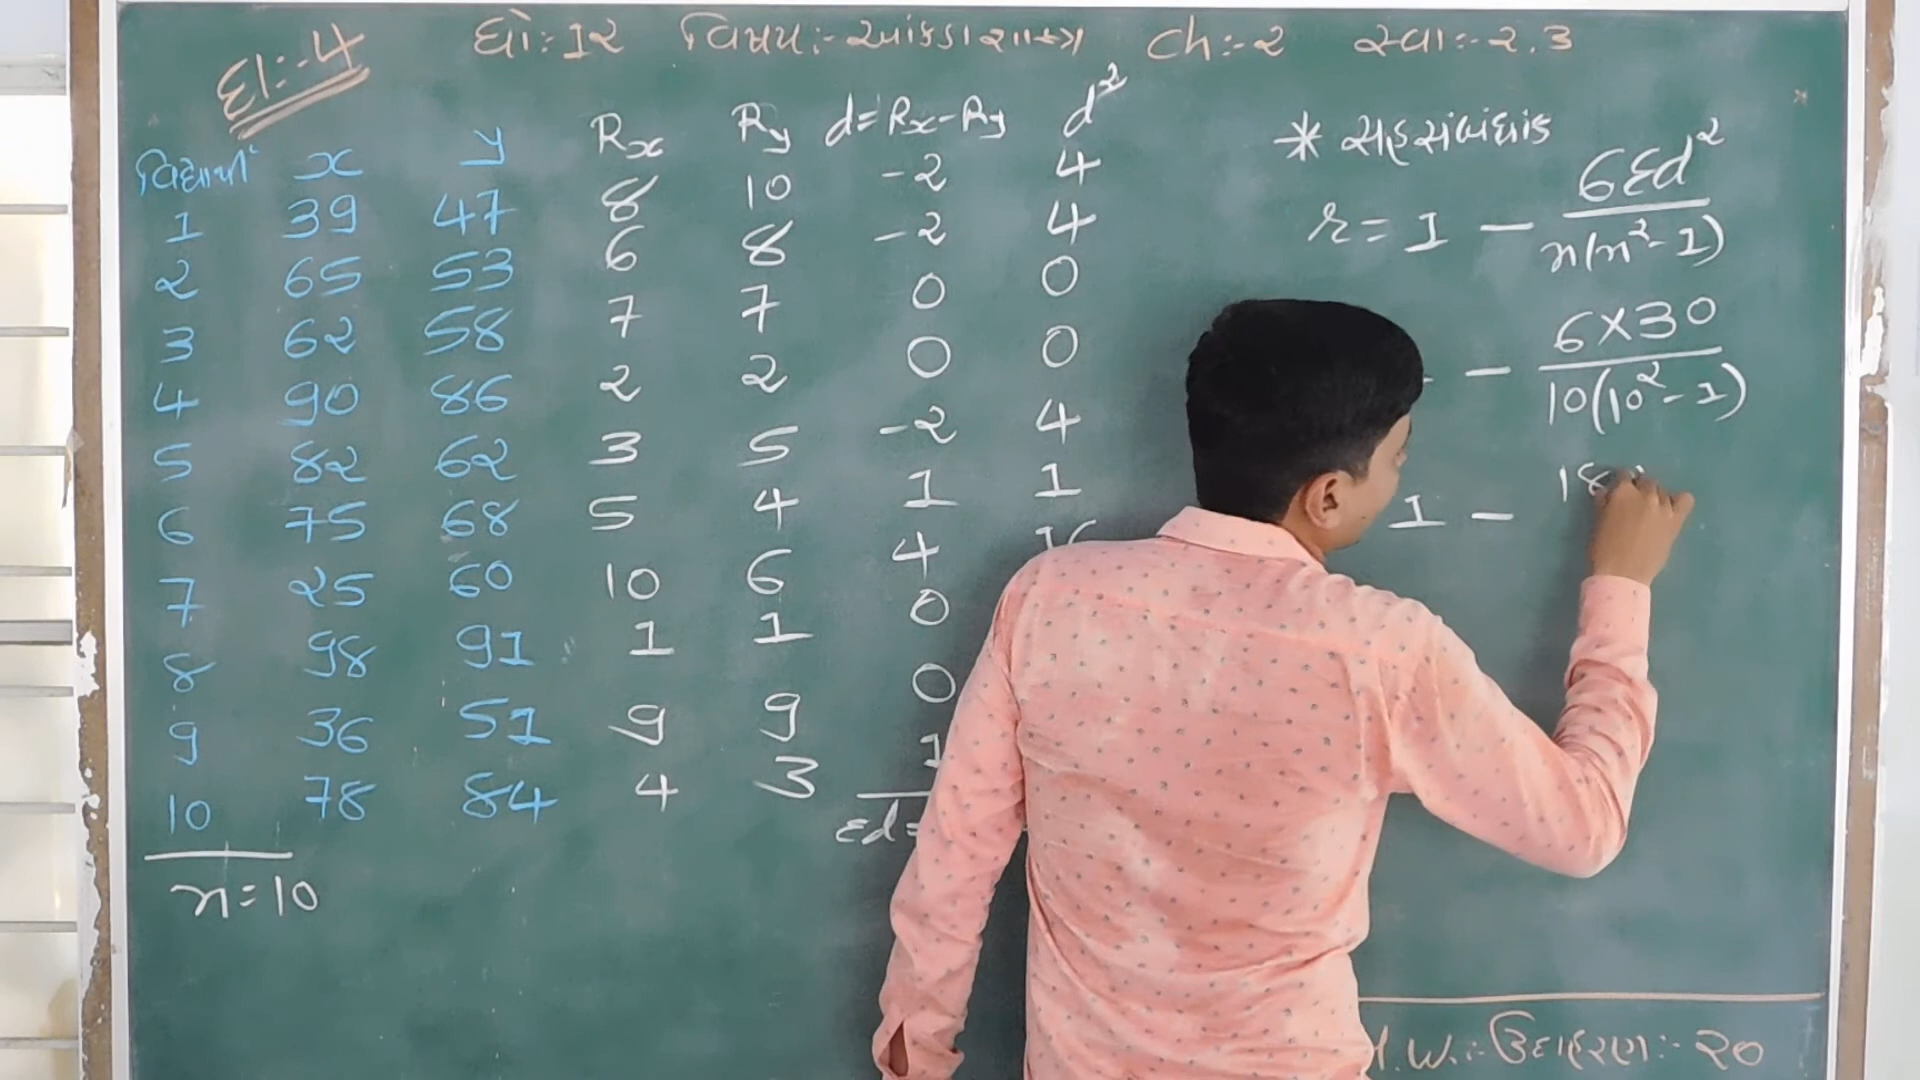 દા:-4 ધો:12 વિષય:- આંકડાશાસ્ત્ર Ch:-2 સ્વા:-2.3
વિદ્યાર્થી x y Rx Ry d=Rx-Ry d²
1 39 47 8 10 -2 4
2 65 53 6 8 -2 4
3 62 58 7 7 0 0
4 90 86 2 2 0 0
5 82 62 3 5 -2 4
6 75 68 5 4 1 1
7 25 60 10 6 4
8 98 91 1 1 0
9 36 51 9 9 0
10 78 84 4 3 1
n=10
Σd=
* સહસંબંધાંક
r = 1 - 6Σd² / n(n²-1)
- 6×30 / 10(10²-1)
1 - 18
H.W.:- ઉદાહરણ:- 20